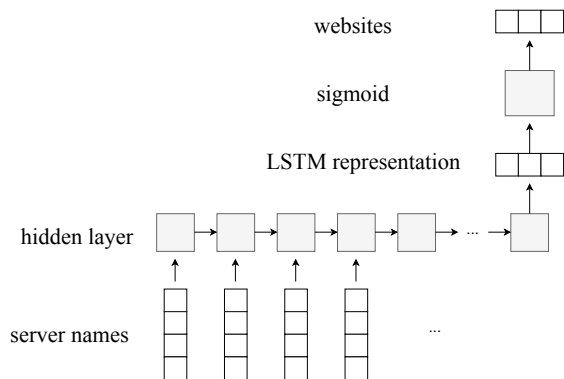 websites
sigmoid
LSTM representation
hidden layer
...
server names
...